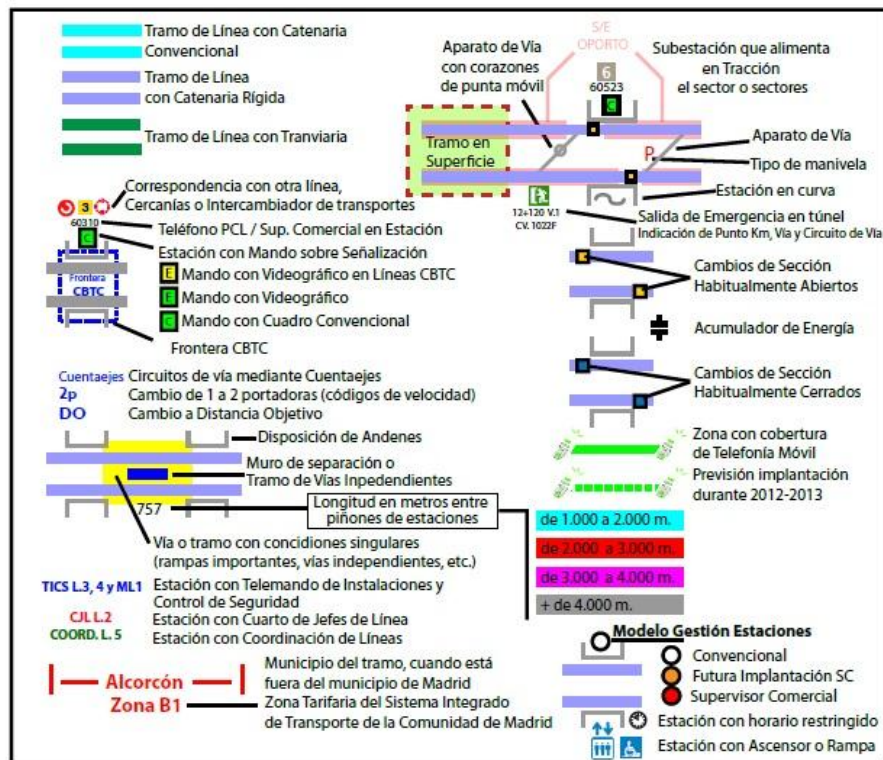 Tramo de Línea con Catenaria
Convencional
Tramo de Línea
con Catenaria Rígida
Tramo de Línea con Tranviaria
Correspondencia con otra línea,
Cercanías o Intercambiador de transportes
3
60310
Teléfono PCL / Sup. Comercial en Estación
C
Estación con Mando sobre Señalización
Frontera
CBTC
E Mando con Videográfico en Líneas CBTC
E Mando con Videográfico
C Mando con Cuadro Convencional
Frontera CBTC
Cuentaejes Circuitos de vía mediante Cuentaejes
2p Cambio de 1 a 2 portadoras (códigos de velocidad)
DO Cambio a Distancia Objetivo
Disposición de Andenes
Muro de separación o
Tramo de Vías Inpedendientes
757
Longitud en metros entre
piñones de estaciones
Vía o tramo con concidiones singulares
(rampas importantes, vías independientes, etc.)
TICS L.3, 4 y ML1 Estación con Telemando de Instalaciones y
Control de Seguridad
CJL L.2 Estación con Cuarto de Jefes de Línea
COORD. L. 5 Estación con Coordinación de Líneas
Alcorcón
Zona B1
Municipio del tramo, cuando está
fuera del municipio de Madrid
Zona Tarifaria del Sistema Integrado
de Transporte de la Comunidad de Madrid
S/E
OPORTO
Aparato de Vía
con corazones
de punta móvil
6
60523
C
Subestación que alimenta
en Tracción
el sector o sectores
Tramo en
Superficie
P
Aparato de Vía
Tipo de manivela
Estación en curva
12+120 V.1
CV. 1022F
Salida de Emergencia en túnel
Indicación de Punto Km, Vía y Circuito de Vía
Cambios de Sección
Habitualmente Abiertos
Acumulador de Energía
Cambios de Sección
Habitualmente Cerrados
Zona con cobertura
de Telefonía Móvil
Previsión implantación
durante 2012-2013
de 1.000 a 2.000 m.
de 2.000 a 3.000 m.
de 3.000 a 4.000 m.
+ de 4.000 m.
Modelo Gestión Estaciones
Convencional
Futura Implantación SC
Supervisor Comercial
Estación con horario restringido
Estación con Ascensor o Rampa